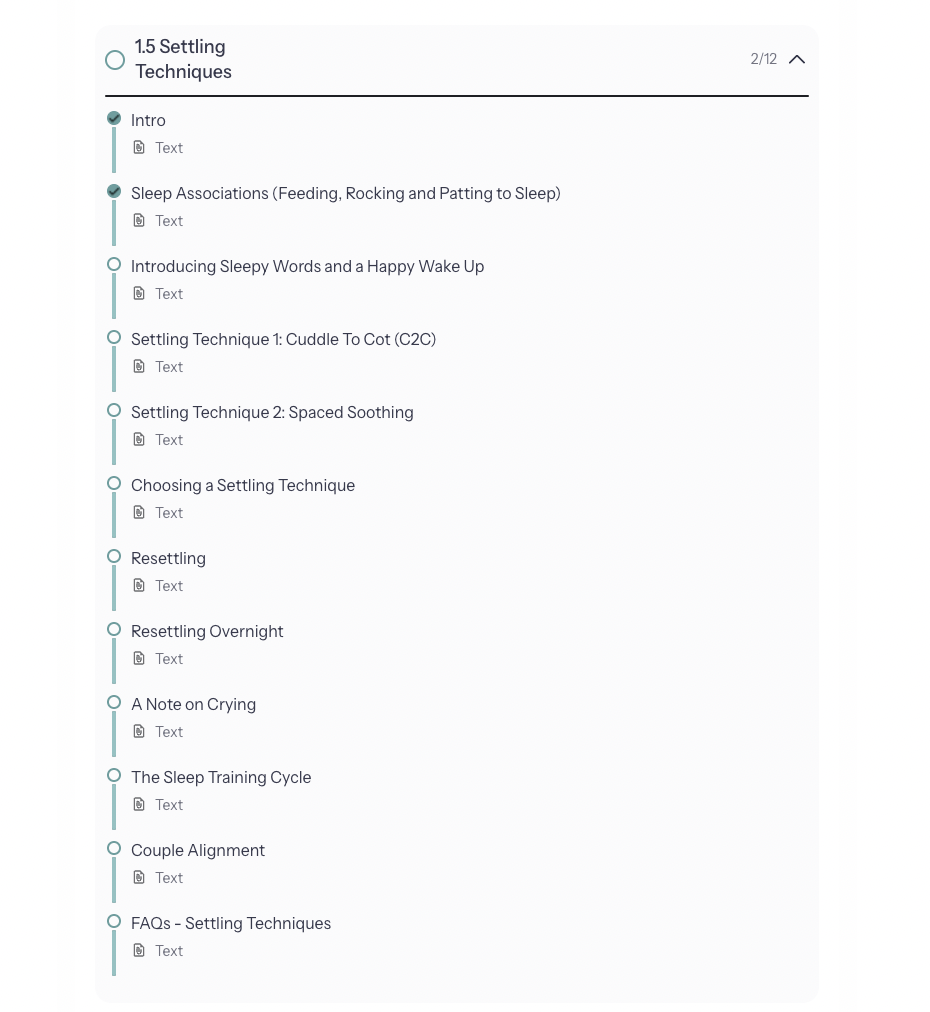 1.5 Settling
Techniques
2/12
Intro
Text
Sleep Associations (Feeding, Rocking and Patting to Sleep)
Text
Introducing Sleepy Words and a Happy Wake Up
Text
Settling Technique 1: Cuddle To Cot (C2C)
Text
Settling Technique 2: Spaced Soothing
Text
Choosing a Settling Technique
Text
Resettling
Text
Resettling Overnight
Text
A Note on Crying
Text
The Sleep Training Cycle
Text
Couple Alignment
Text
FAQs - Settling Techniques
Text